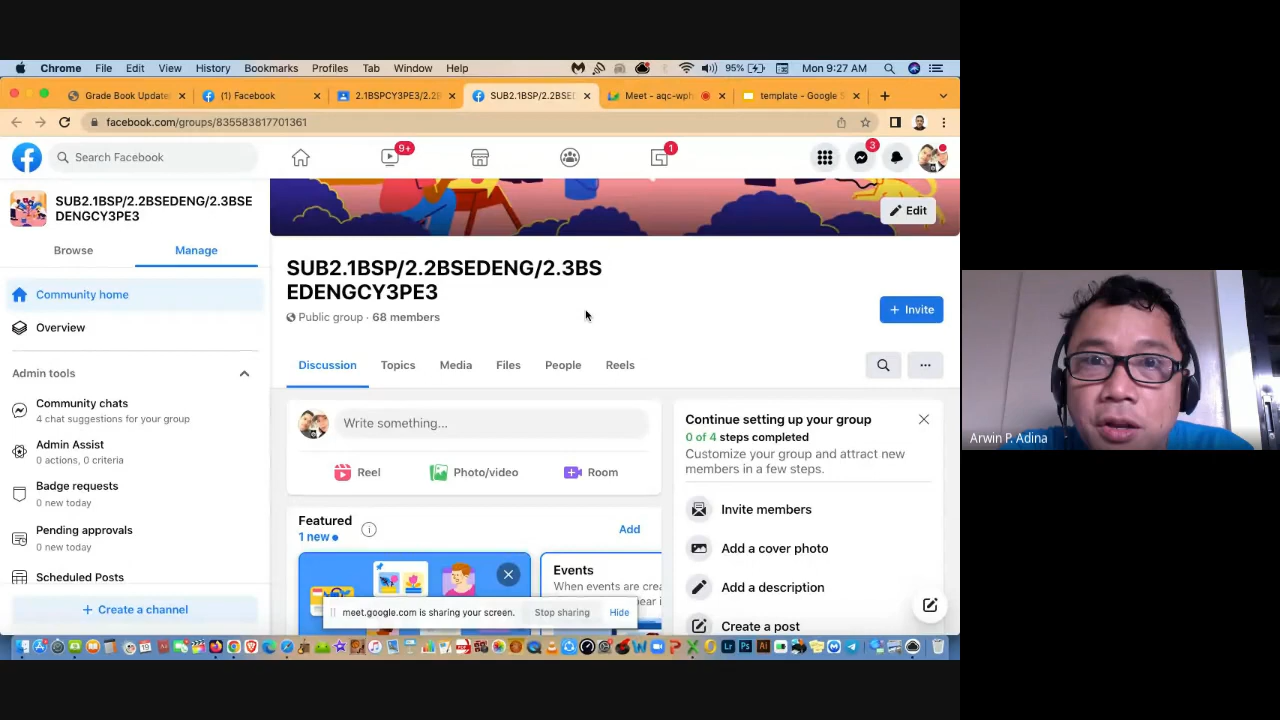 Chrome File Edit View History Bookmarks Profiles Tab Window Help 95% Mon 9:27 AM
Grade Book Update (1) Facebook 2.1BSPCY3PE3/2.2B SUB2.1BSP/2.2BSED Meet - aqc-wph template - Google S
facebook.com/groups/835583817701361
Search Facebook
9+
1
3
SUB2.1BSP/2.2BSEDENG/2.3BSE
DENGCY3PE3
Edit
Browse Manage
Community home
Overview
Admin tools
Community chats
4 chat suggestions for your group
Admin Assist
0 actions, 0 criteria
Badge requests
0 new today
Pending approvals
0 new today
Scheduled Posts
+ Create a channel
SUB2.1BSP/2.2BSEDENG/2.3BS
EDENGCY3PE3
Public group · 68 members
+ Invite
Discussion Topics Media Files People Reels
Write something...
Reel Photo/video Room
Featured
1 new
Add
Events
When events are crea
Continue setting up your group
0 of 4 steps completed
Customize your group and attract new
members in a few steps.
Invite members
Add a cover photo
Add a description
Create a post
meet.google.com is sharing your screen. Stop sharing Hide
Arwin P. Adina